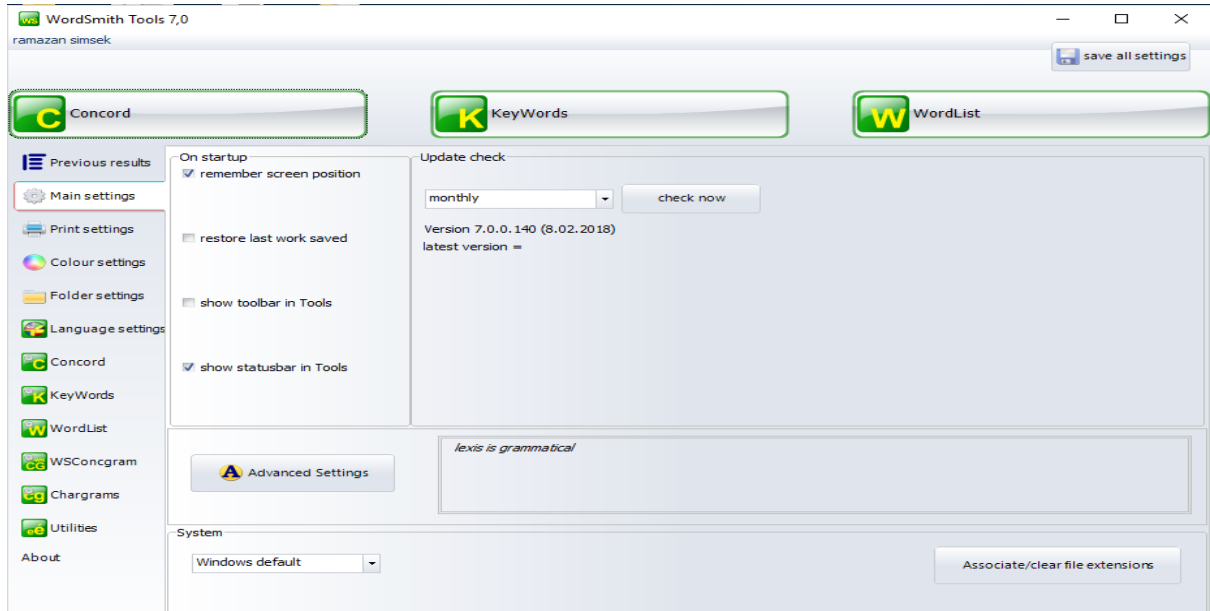 WordSmith Tools 7,0
ramazan simsek
save all settings
Concord
KeyWords
WordList
Previous results
Main settings
Print settings
Colour settings
Folder settings
Language settings
Concord
KeyWords
WordList
WSConcgram
Chargrams
Utilities
About
On startup
remember screen position
restore last work saved
show toolbar in Tools
show statusbar in Tools
Update check
monthly
check now
Version 7.0.0.140 (8.02.2018)
latest version =
Advanced Settings
lexis is grammatical
System
Windows default
Associate/clear file extensions